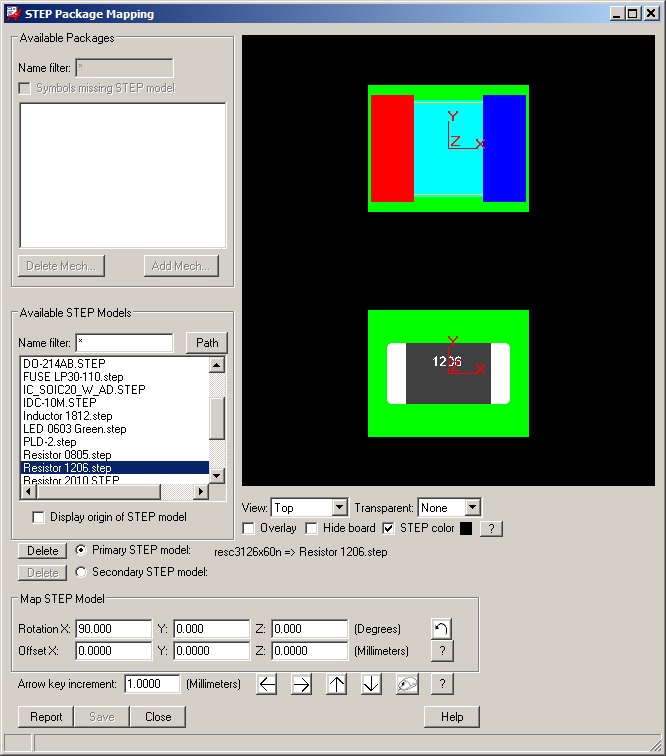 STEP Package Mapping
Available Packages
Name filter: *
Symbols missing STEP model
Delete Mech...
Add Mech...
Y
Z X
Available STEP Models
Name filter: *
Path
DO-214AB.STEP
FUSE LP30-110.step
IC_SOIC20_W_AD.STEP
IDC-10M.STEP
Inductor 1812.step
LED 0603 Green.step
PLD-2.step
Resistor 0805.step
Resistor 1206.step
Resistor 2010.STEP
Display origin of STEP model
Y
1206
Z X
View: Top Transparent: None
Overlay Hide board STEP color ?
Delete Primary STEP model: resc3126x60n => Resistor 1206.step
Delete Secondary STEP model:
Map STEP Model
Rotation X: 90.000 Y: 0.000 Z: 0.000 (Degrees)
Offset X: 0.0000 Y: 0.0000 Z: 0.0000 (Millimeters) ?
Arrow key increment: 1.0000 (Millimeters) ?
Report Save Close Help